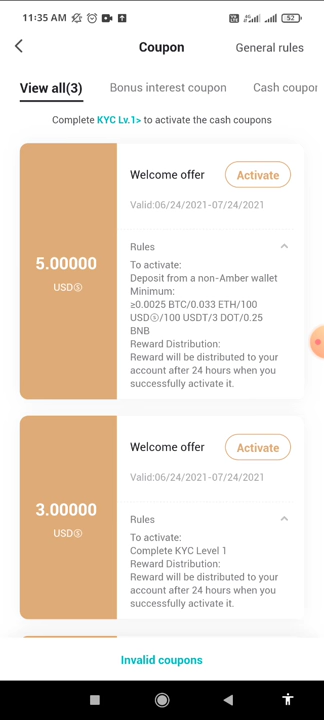 11:35 AM 52
Coupon General rules
View all(3) Bonus interest coupon Cash coupon
Complete KYC Lv.1> to activate the cash coupons
Welcome offer Activate
Valid:06/24/2021-07/24/2021
5.00000
USDⓈ
Rules
To activate:
Deposit from a non-Amber wallet
Minimum:
≥0.0025 BTC/0.033 ETH/100
USDⓈ/100 USDT/3 DOT/0.25
BNB
Reward Distribution:
Reward will be distributed to your
account after 24 hours when you
successfully activate it.
Welcome offer Activate
Valid:06/24/2021-07/24/2021
3.00000
USDⓈ
Rules
To activate:
Complete KYC Level 1
Reward Distribution:
Reward will be distributed to your
account after 24 hours when you
successfully activate it.
Invalid coupons